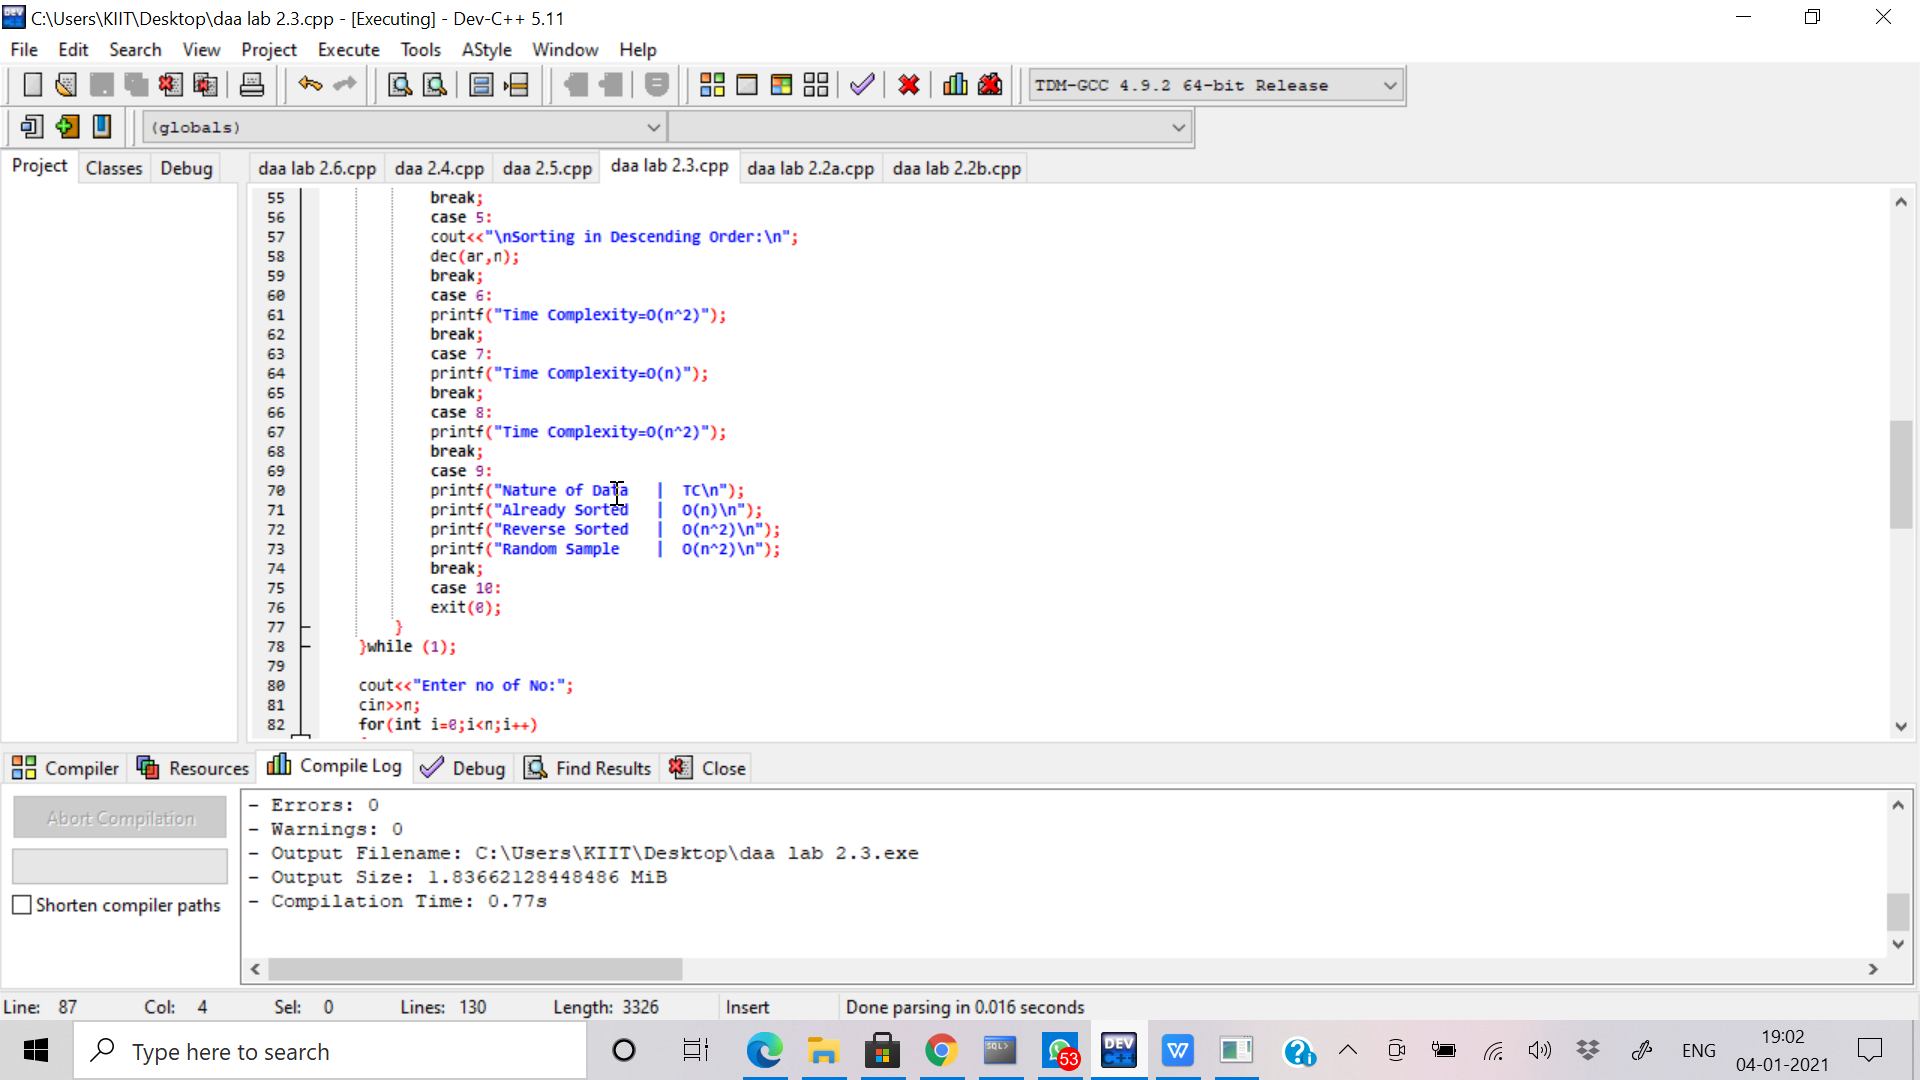 C:\Users\KIIT\Desktop\daa lab 2.3.cpp - [Executing] - Dev-C++ 5.11
File Edit Search View Project Execute Tools AStyle Window Help
TDM-GCC 4.9.2 64-bit Release
(globals)
Project Classes Debug
daa lab 2.6.cpp daa 2.4.cpp daa 2.5.cpp daa lab 2.3.cpp daa lab 2.2a.cpp daa lab 2.2b.cpp
55 break;
56 case 5:
57 cout<<"\nSorting in Descending Order:\n";
58 dec(ar,n);
59 break;
60 case 6:
61 printf("Time Complexity=O(n^2)");
62 break;
63 case 7:
64 printf("Time Complexity=O(n)");
65 break;
66 case 8:
67 printf("Time Complexity=O(n^2)");
68 break;
69 case 9:
70 printf("Nature of Data   |  TC\n");
71 printf("Already Sorted   |  O(n)\n");
72 printf("Reverse Sorted   |  O(n^2)\n");
73 printf("Random Sample    |  O(n^2)\n");
74 break;
75 case 10:
76 exit(0);
77 }
78 }while (1);
79
80 cout<<"Enter no of No:";
81 cin>>n;
82 for(int i=0;i<n;i++)
Compiler Resources Compile Log Debug Find Results Close
Abort Compilation
Shorten compiler paths
- Errors: 0
- Warnings: 0
- Output Filename: C:\Users\KIIT\Desktop\daa lab 2.3.exe
- Output Size: 1.83662128448486 MiB
- Compilation Time: 0.77s
Line: 87 Col: 4 Sel: 0 Lines: 130 Length: 3326 Insert Done parsing in 0.016 seconds
Type here to search
SQL>
53
DEV
C++
W
ENG
19:02
04-01-2021